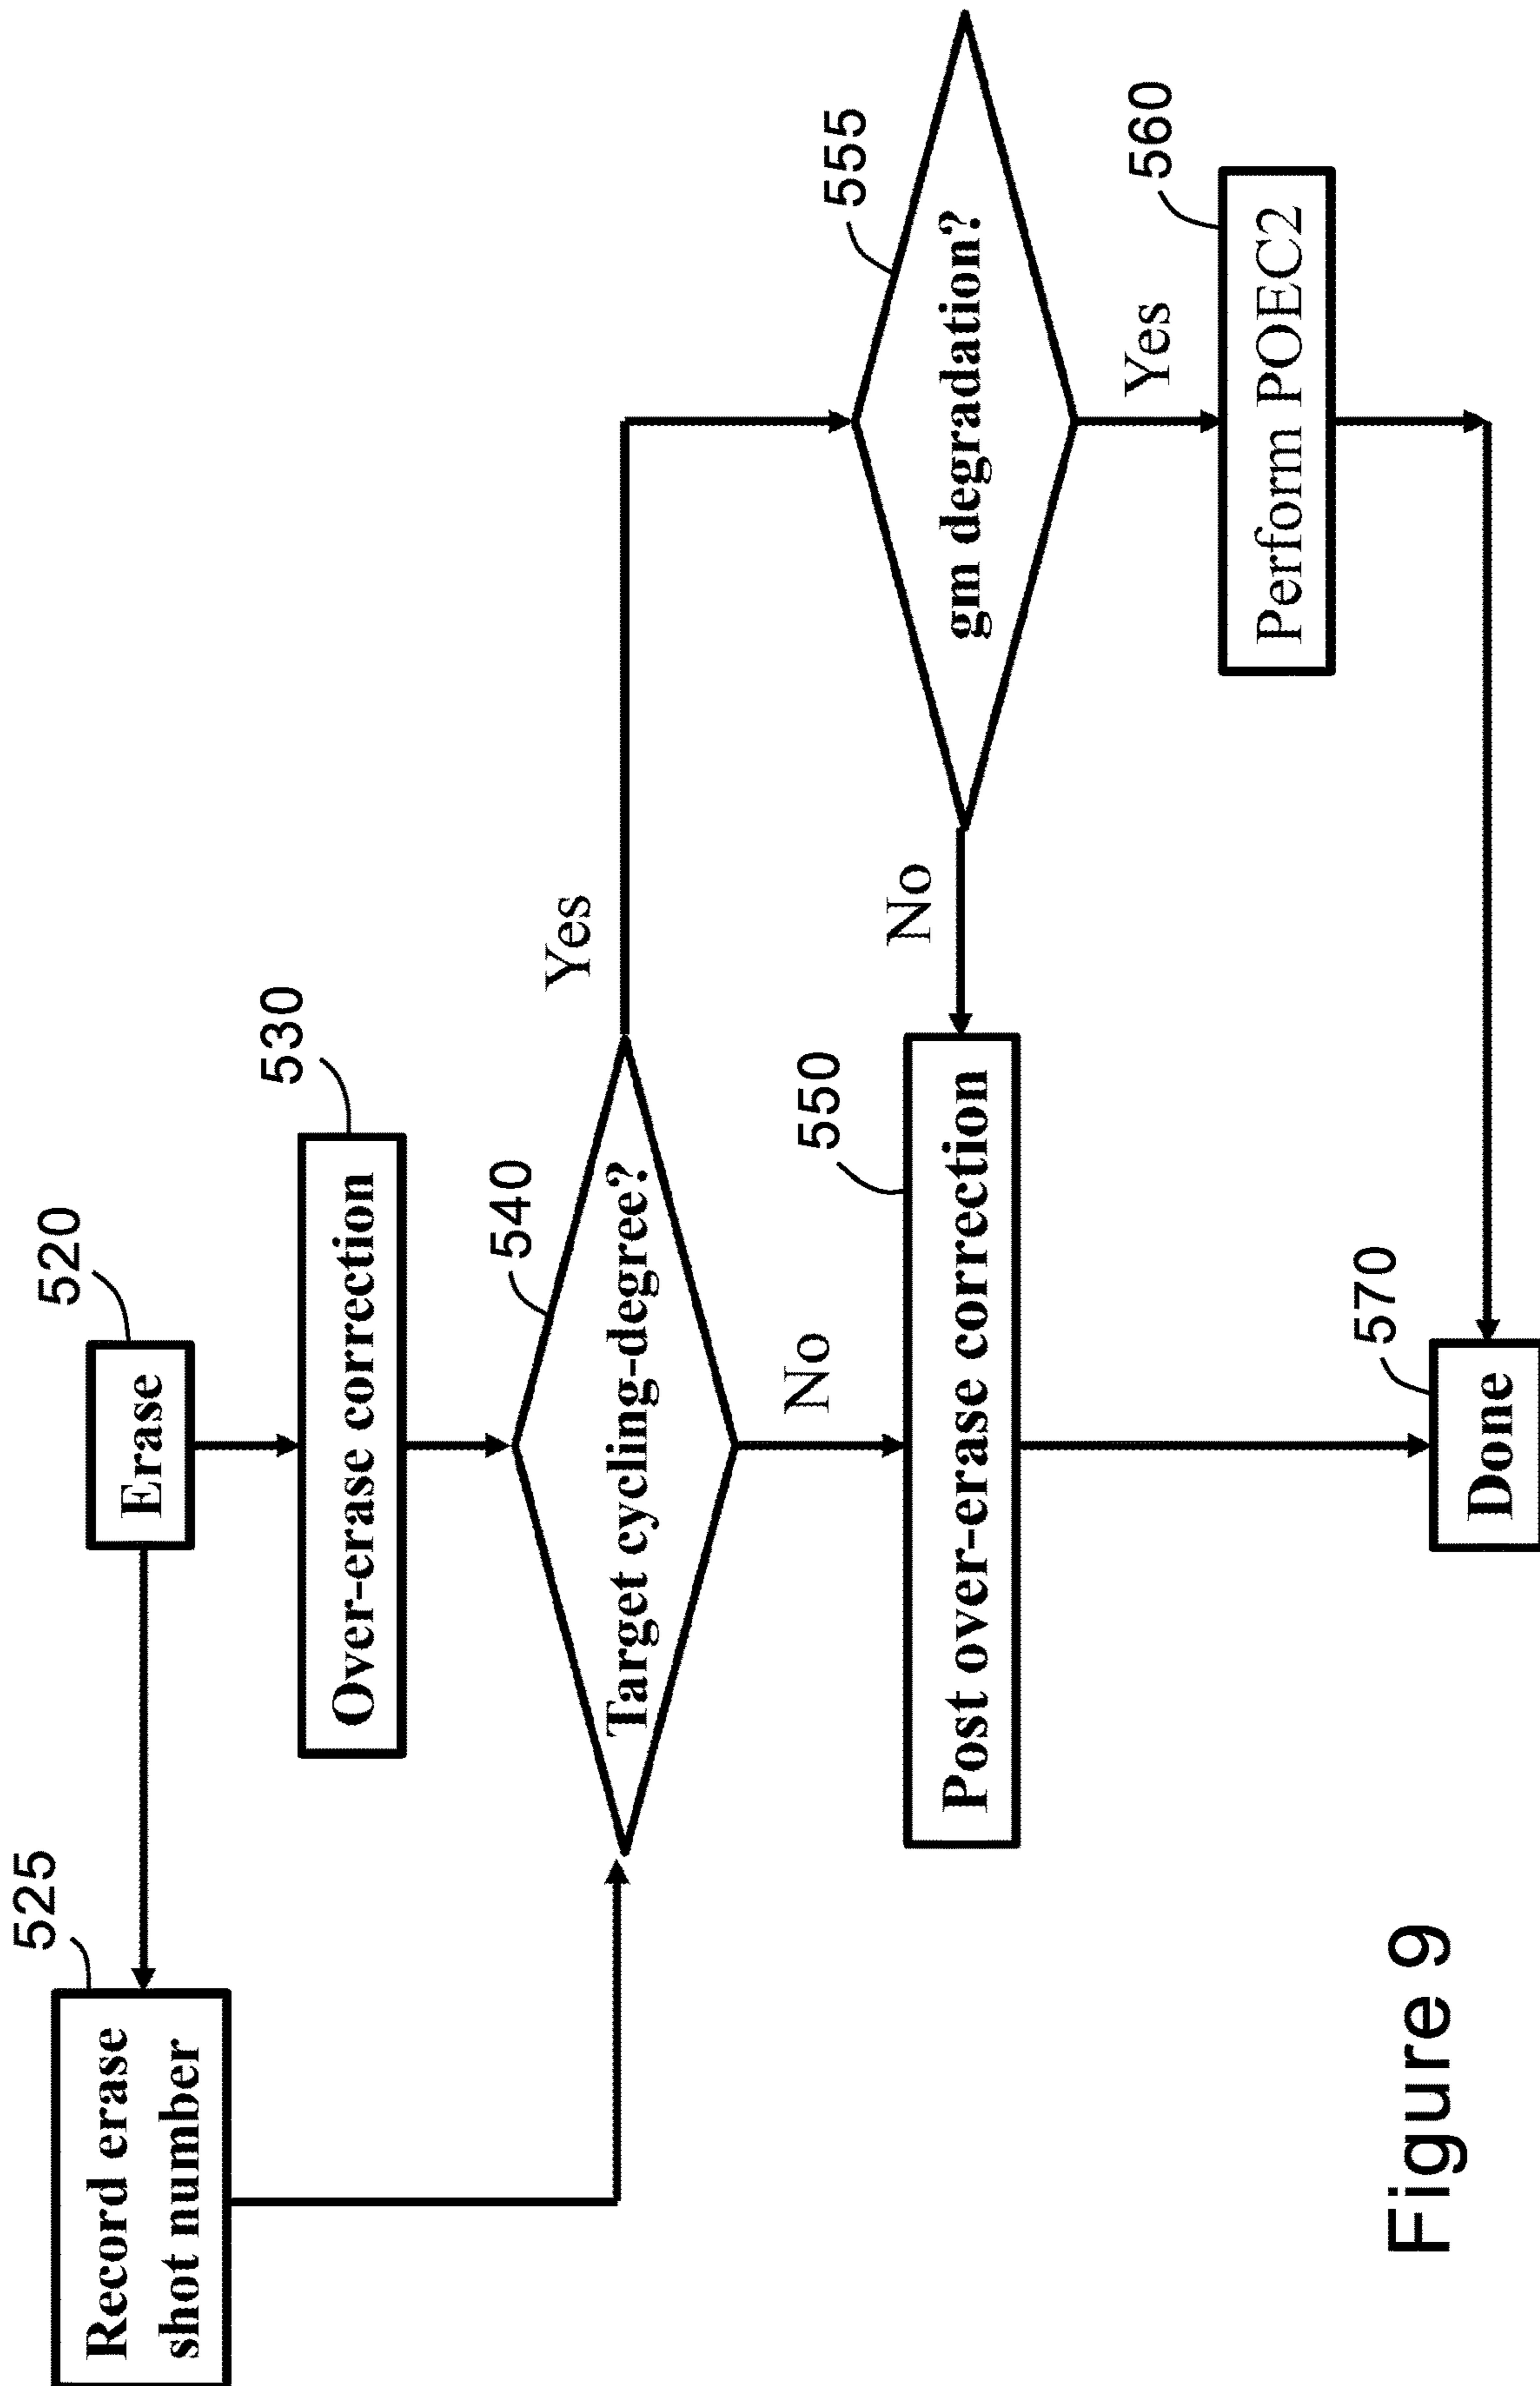 520
Erase
525
Record erase
shot number
530
Over-erase correction
540
Target cycling-degree?
Yes
No
555
gm degradation?
No
Yes
550
Post over-erase correction
560
Perform POEC2
570
Done
Figure 9